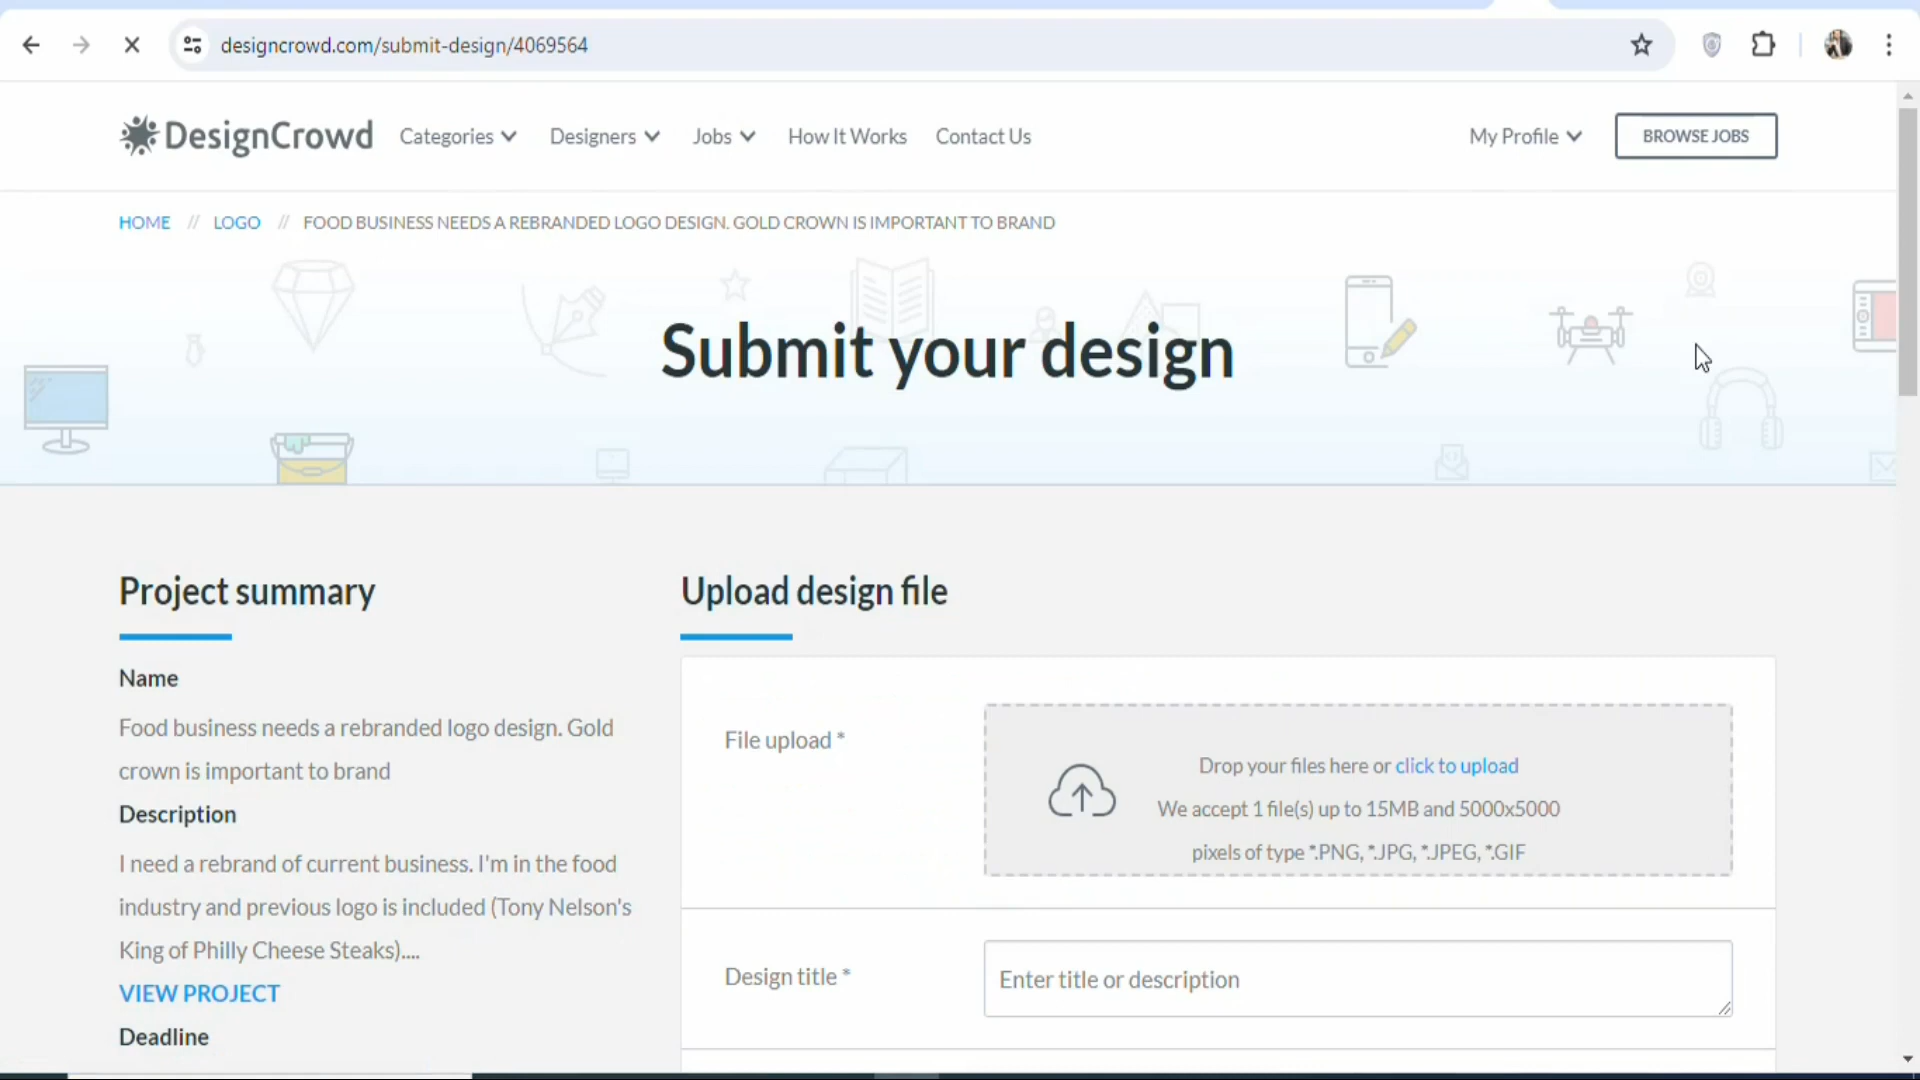 designcrowd.com/submit-design/4069564
DesignCrowd Categories Designers Jobs How It Works Contact Us My Profile BROWSE JOBS
HOME // LOGO // FOOD BUSINESS NEEDS A REBRANDED LOGO DESIGN. GOLD CROWN IS IMPORTANT TO BRAND
Submit your design
Project summary
Name
Food business needs a rebranded logo design. Gold
crown is important to brand
Description
I need a rebrand of current business. I'm in the food
industry and previous logo is included (Tony Nelson's
King of Philly Cheese Steaks)....
VIEW PROJECT
Deadline
Upload design file
File upload *
Drop your files here or click to upload
We accept 1 file(s) up to 15MB and 5000x5000
pixels of type *.PNG, *.JPG, *.JPEG, *.GIF
Design title *
Enter title or description